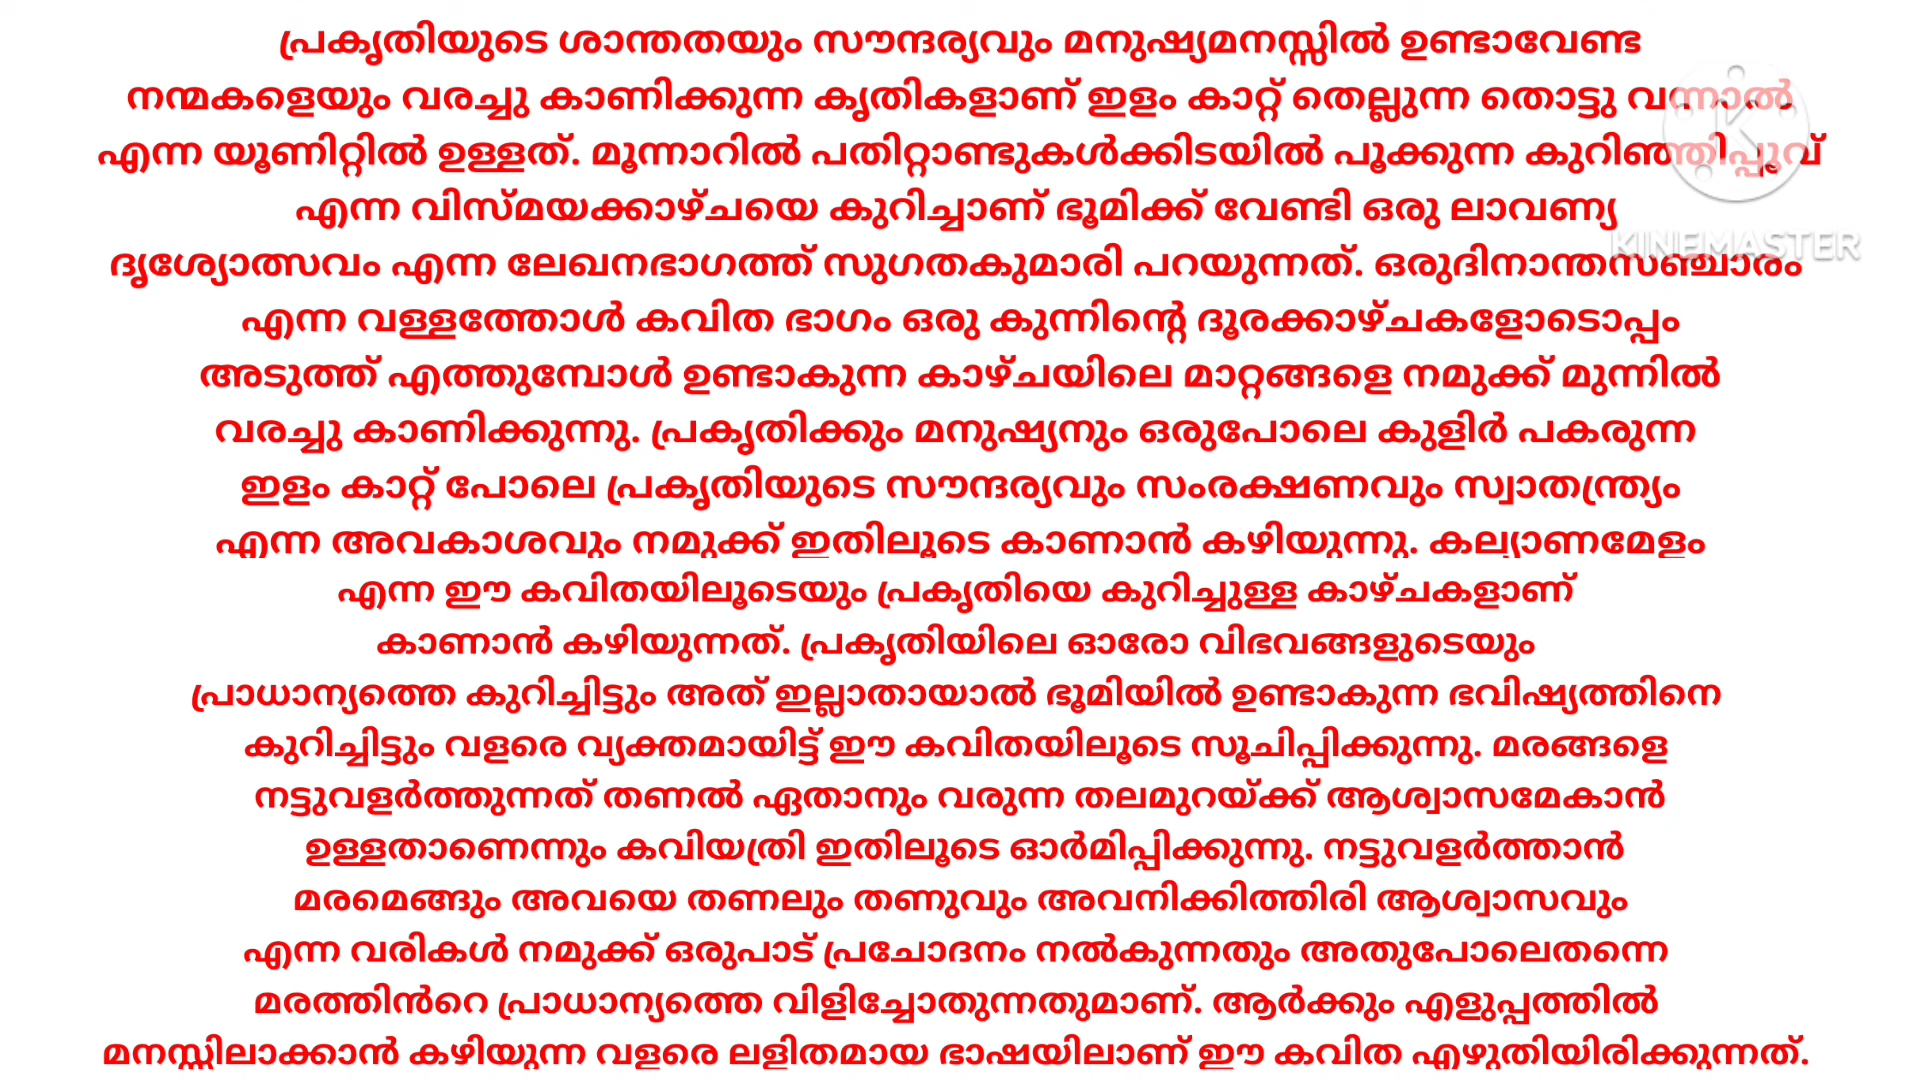 പ്രകൃതിയുടെ ശാന്തതയും സൗന്ദര്യവും മനുഷ്യമനസ്സിൽ ഉണ്ടാവേണ്ട
നന്മകളെയും വരച്ചു കാണിക്കുന്ന കൃതികളാണ് ഇളം കാറ്റ് തെല്ലുന്ന തൊട്ടു വന്നാൽ
എന്ന യൂണിറ്റിൽ ഉള്ളത്. മൂന്നാറിൽ പതിറ്റാണ്ടുകൾക്കിടയിൽ പൂക്കുന്ന കുറിഞ്ഞിപ്പൂവ്
എന്ന വിസ്മയക്കാഴ്ചയെ കുറിച്ചാണ് ഭൂമിക്ക് വേണ്ടി ഒരു ലാവണ്യ
KINEMASTER
ദൃശ്യോത്സവം എന്ന ലേഖനഭാഗത്ത് സുഗതകുമാരി പറയുന്നത്. ഒരുദിനാന്തസഞ്ചാരം
എന്ന വള്ളത്തോൾ കവിത ഭാഗം ഒരു കുന്നിന്റെ ദൂരക്കാഴ്ചകളോടൊപ്പം
അടുത്ത് എത്തുമ്പോൾ ഉണ്ടാകുന്ന കാഴ്ചയിലെ മാറ്റങ്ങളെ നമുക്ക് മുന്നിൽ
വരച്ചു കാണിക്കുന്നു. പ്രകൃതിക്കും മനുഷ്യനും ഒരുപോലെ കുളിർ പകരുന്ന
ഇളം കാറ്റ് പോലെ പ്രകൃതിയുടെ സൗന്ദര്യവും സംരക്ഷണവും സ്വാതന്ത്ര്യം
എന്ന അവകാശവും നമുക്ക് ഇതിലൂടെ കാണാൻ കഴിയുന്നു. കല്യാണമേളം
എന്ന ഈ കവിതയിലൂടെയും പ്രകൃതിയെ കുറിച്ചുള്ള കാഴ്ചകളാണ്
കാണാൻ കഴിയുന്നത്. പ്രകൃതിയിലെ ഓരോ വിഭവങ്ങളുടെയും
പ്രാധാന്യത്തെ കുറിച്ചിട്ടും അത് ഇല്ലാതായാൽ ഭൂമിയിൽ ഉണ്ടാകുന്ന ഭവിഷ്യത്തിനെ
കുറിച്ചിട്ടും വളരെ വ്യക്തമായിട്ട് ഈ കവിതയിലൂടെ സൂചിപ്പിക്കുന്നു. മരങ്ങളെ
നട്ടുവളർത്തുന്നത് തണൽ ഏതാനും വരുന്ന തലമുറയ്ക്ക് ആശ്വാസമേകാൻ
ഉള്ളതാണെന്നും കവിയത്രി ഇതിലൂടെ ഓർമിപ്പിക്കുന്നു. നട്ടുവളർത്താൻ
മരമെങ്ങും അവയെ തണലും തണുവും അവനിക്കിത്തിരി ആശ്വാസവും
എന്ന വരികൾ നമുക്ക് ഒരുപാട് പ്രചോദനം നൽകുന്നതും അതുപോലെതന്നെ
മരത്തിൻറെ പ്രാധാന്യത്തെ വിളിച്ചോതുന്നതുമാണ്. ആർക്കും എളുപ്പത്തിൽ
മനസ്സിലാക്കാൻ കഴിയുന്ന വളരെ ലളിതമായ ഭാഷയിലാണ് ഈ കവിത എഴുതിയിരിക്കുന്നത്.